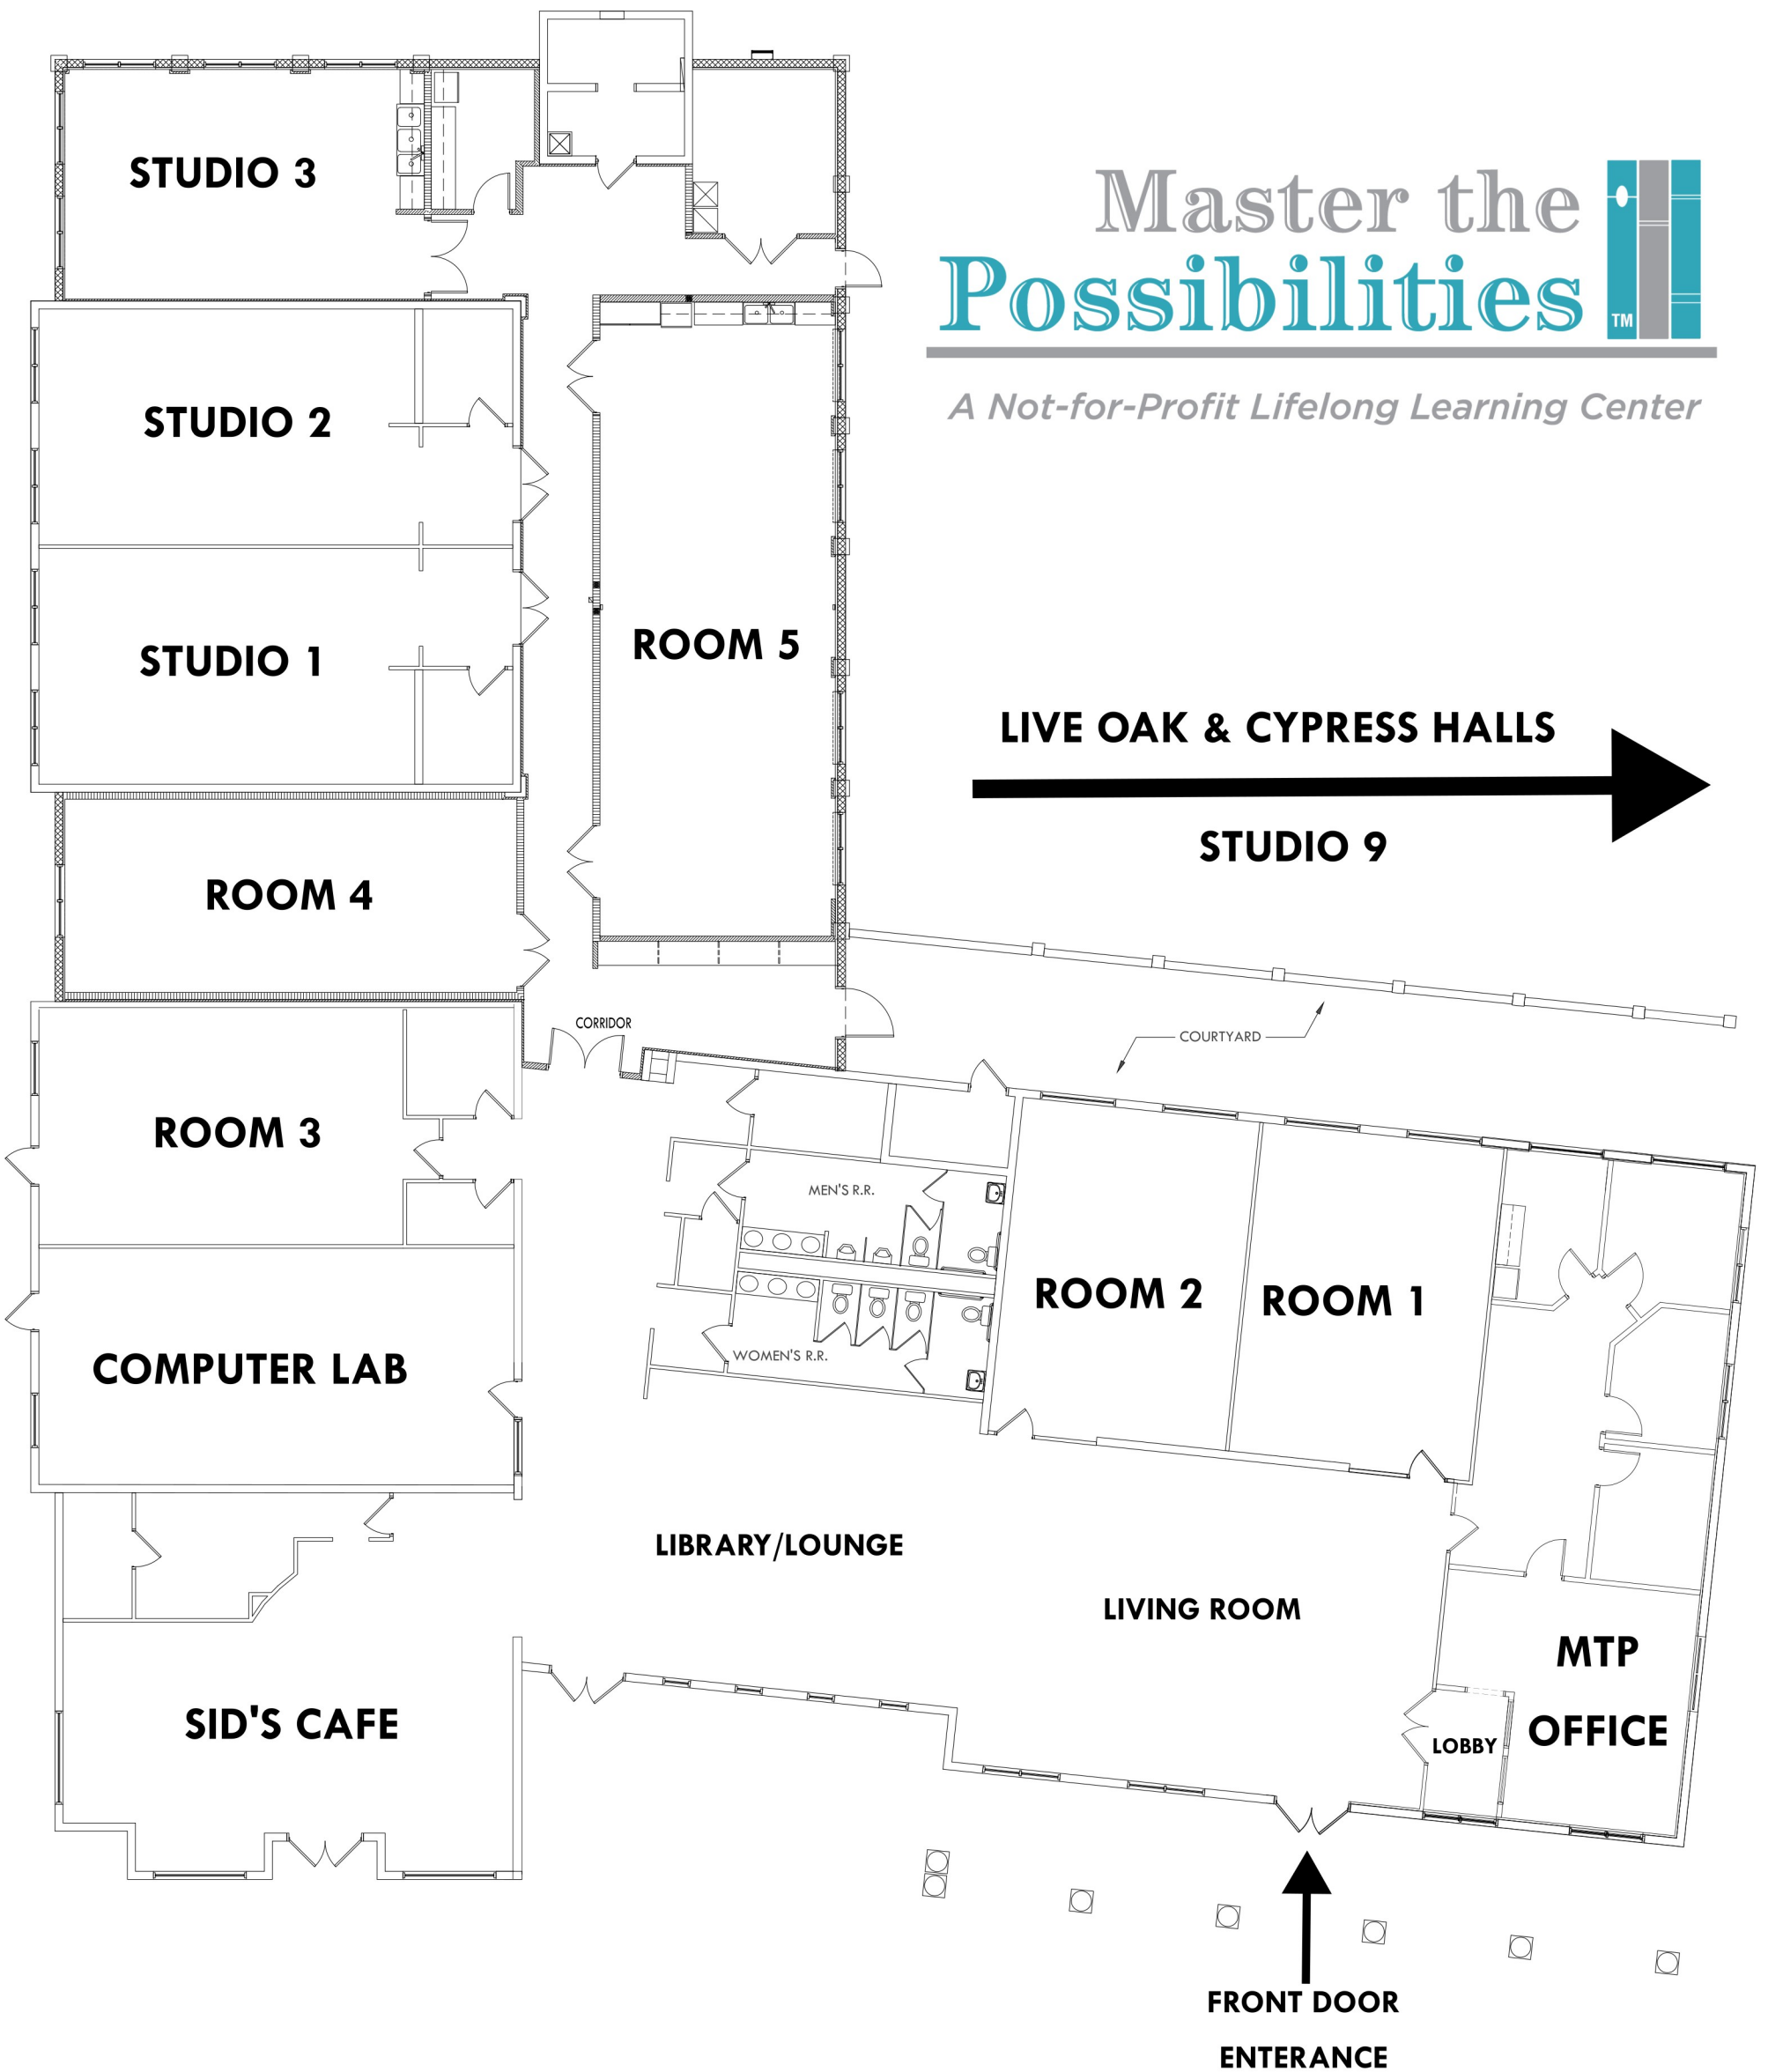 Master the
Possibilities
TM
A Not-for-Profit Lifelong Learning Center
STUDIO 3
STUDIO 2
STUDIO 1
ROOM 5
LIVE OAK & CYPRESS HALLS
STUDIO 9
ROOM 4
CORRIDOR
COURTYARD
ROOM 3
MEN'S R.R.
ROOM 2
ROOM 1
WOMEN'S R.R.
COMPUTER LAB
LIBRARY/LOUNGE
LIVING ROOM
MTP
OFFICE
SID'S CAFE
LOBBY
FRONT DOOR
ENTERANCE